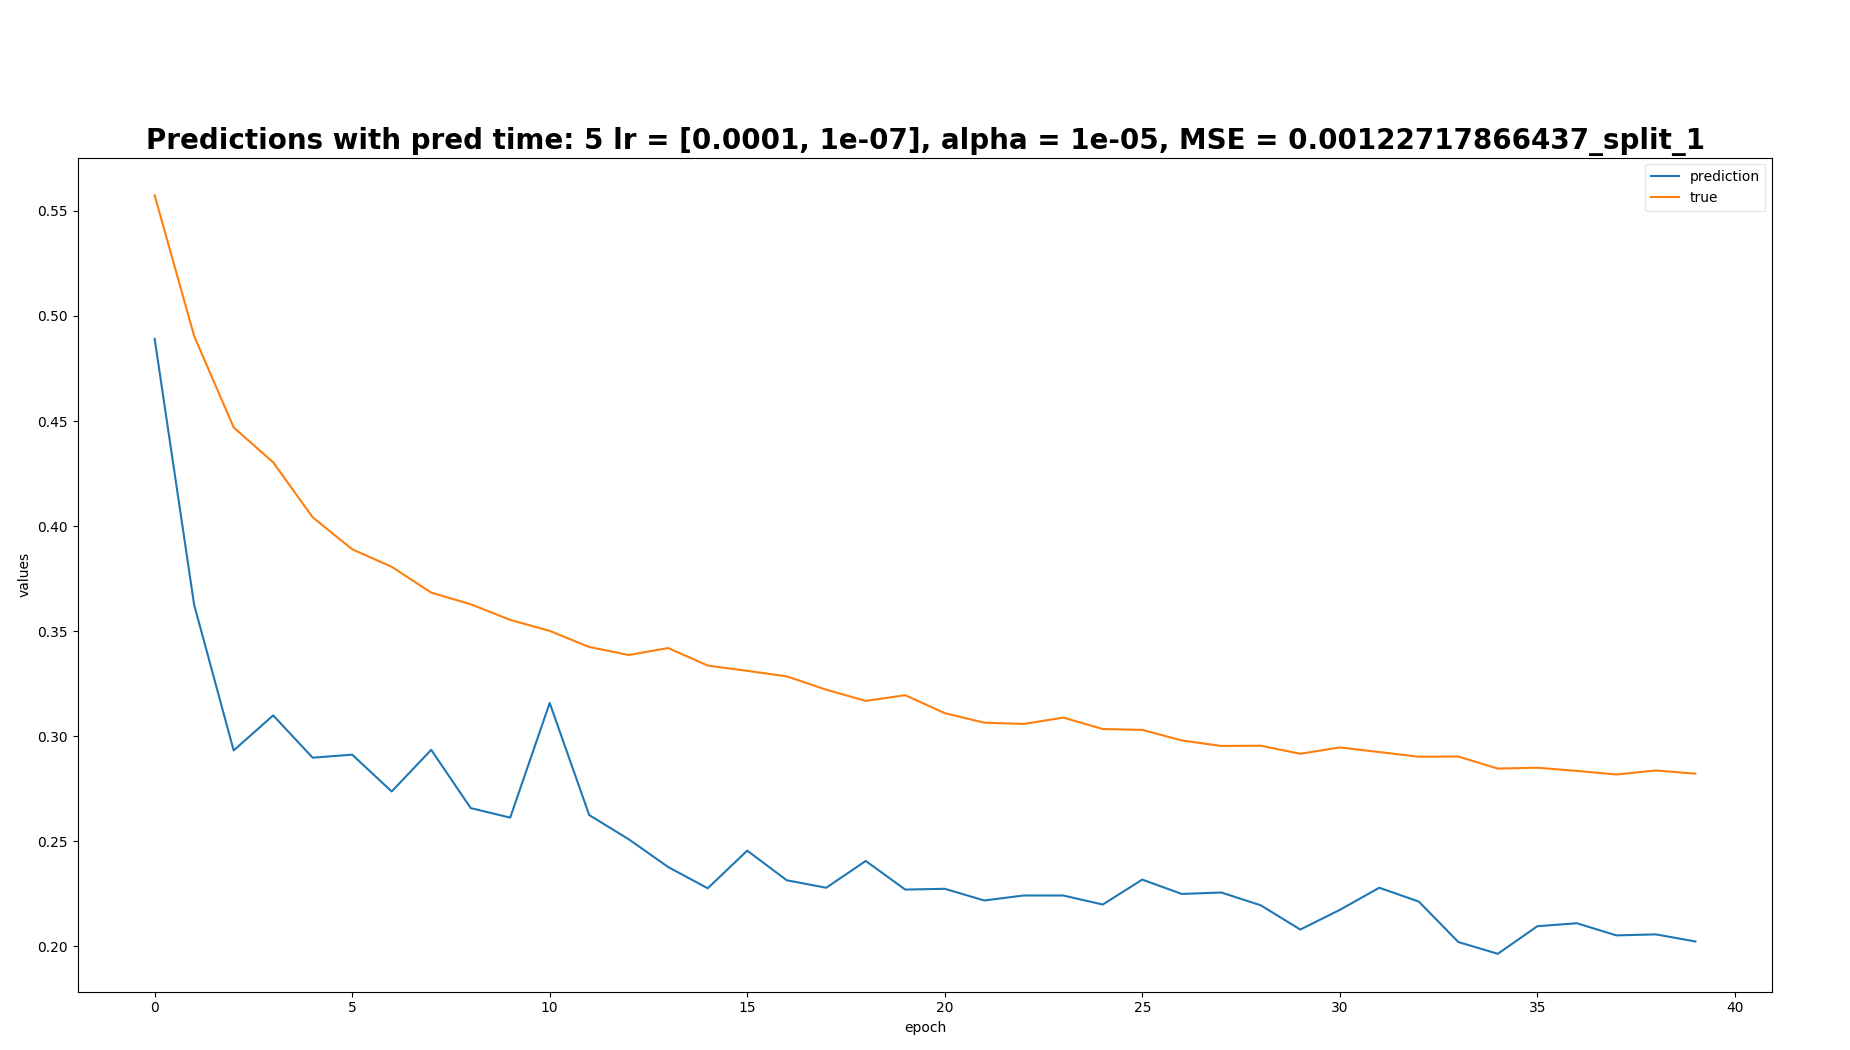 Predictions with pred time: 5 lr = [0.0001, 1e-07], alpha = 1e-05, MSE = 0.00122717866437_split_1
prediction
true
0.55
0.50
0.45
0.40
0.35
0.30
0.25
0.20
values
0 5 10 15 20 25 30 35 40
epoch